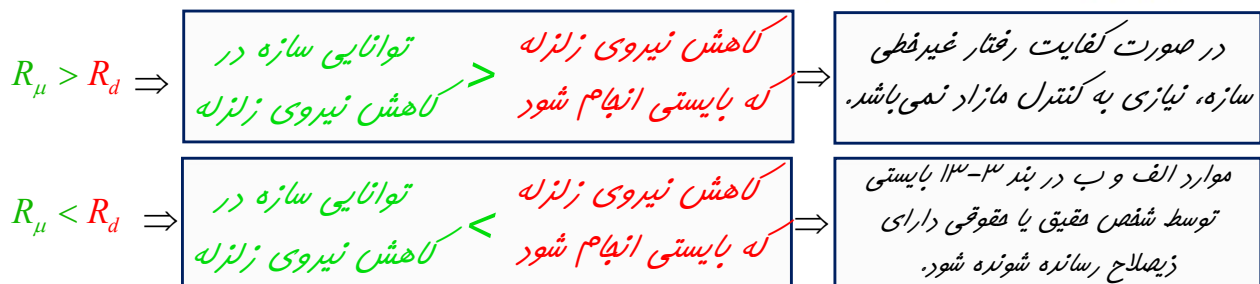 R_μ > R_d ⇒
توانایی سازه در
کاهش نیروی زلزله
>
کاهش نیروی زلزله
که بایستی انجام شود
⇒
در صورت کفایت رفتار غیرخطی
سازه، نیازی به کنترل مازاد نمی‌باشد.
R_μ < R_d ⇒
توانایی سازه در
کاهش نیروی زلزله
<
کاهش نیروی زلزله
که بایستی انجام شود
⇒
موارد الف و ب در بند ۳-۱۳ بایستی
توسط شخص حقیق یا حقوقی دارای
ذیصلاح رسانده شونده شود.